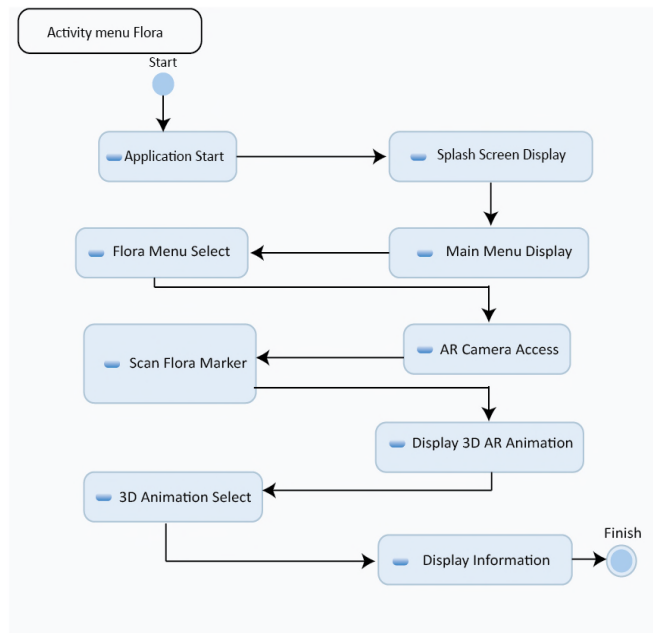 Activity menu Flora
Start
Application Start
Splash Screen Display
Flora Menu Select
Main Menu Display
AR Camera Access
Scan Flora Marker
Display 3D AR Animation
3D Animation Select
Finish
Display Information